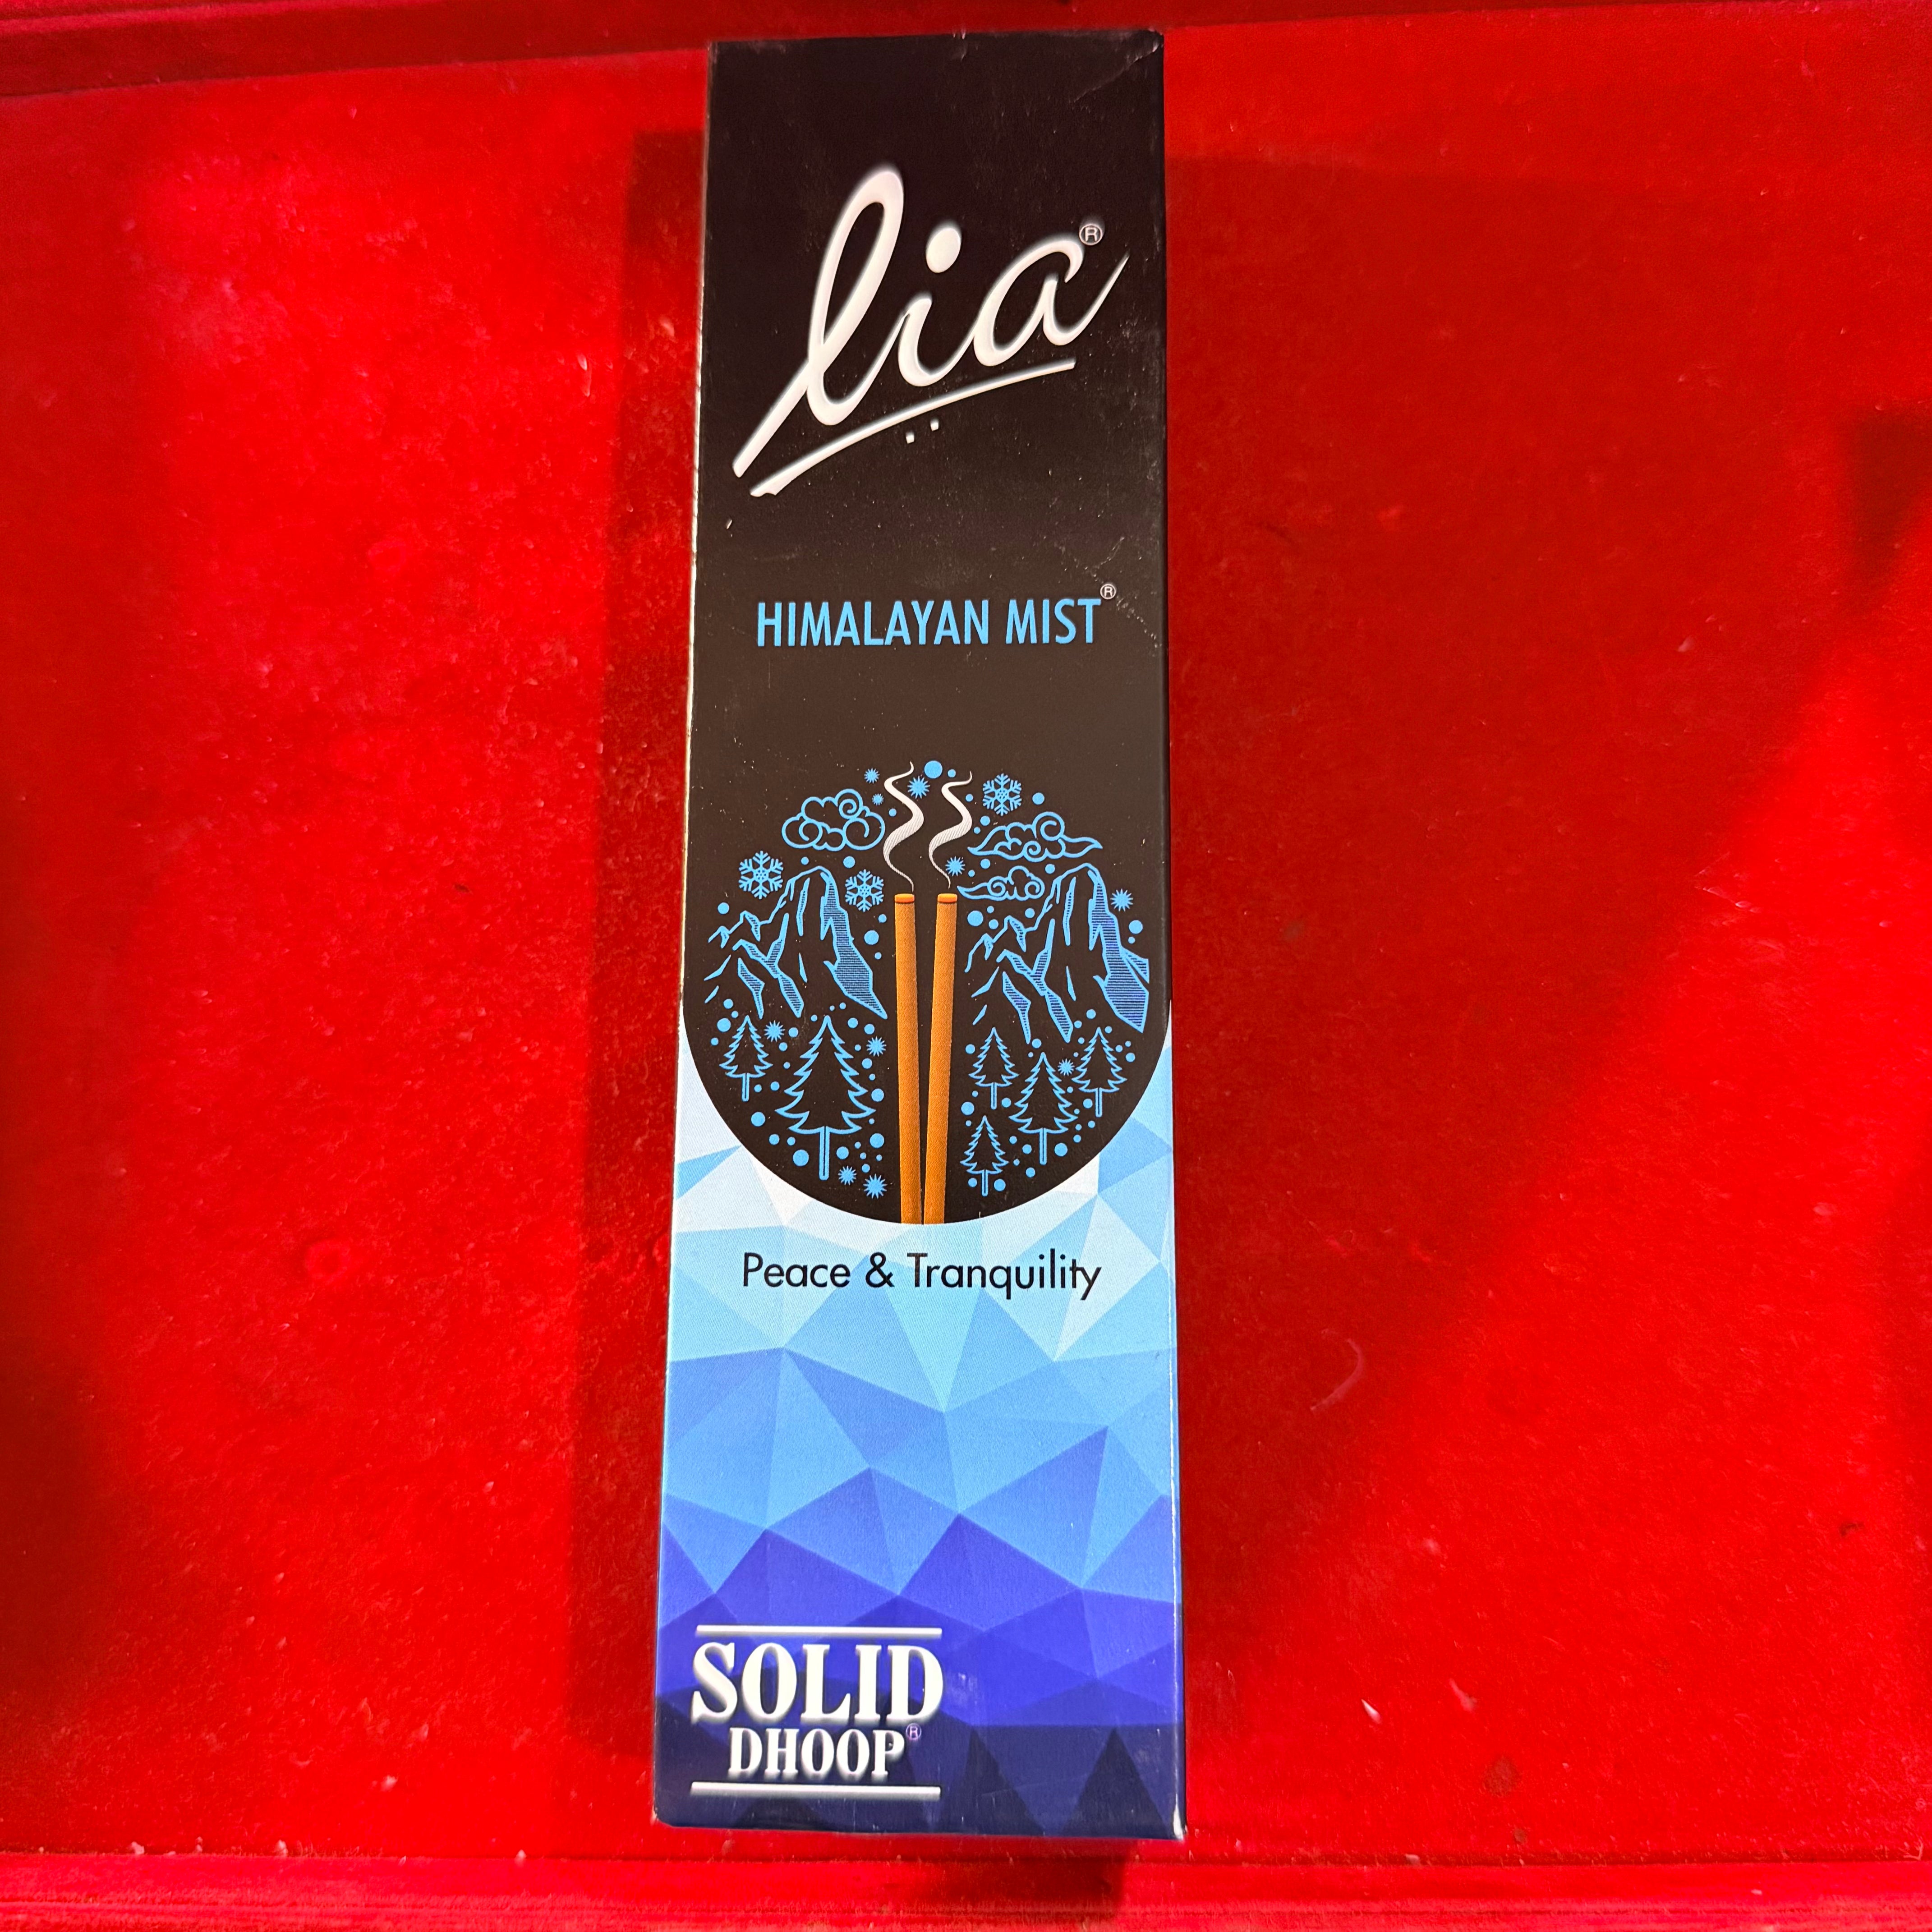 lia®
HIMALAYAN MIST®
Peace & Tranquility
SOLID
DHOOP®